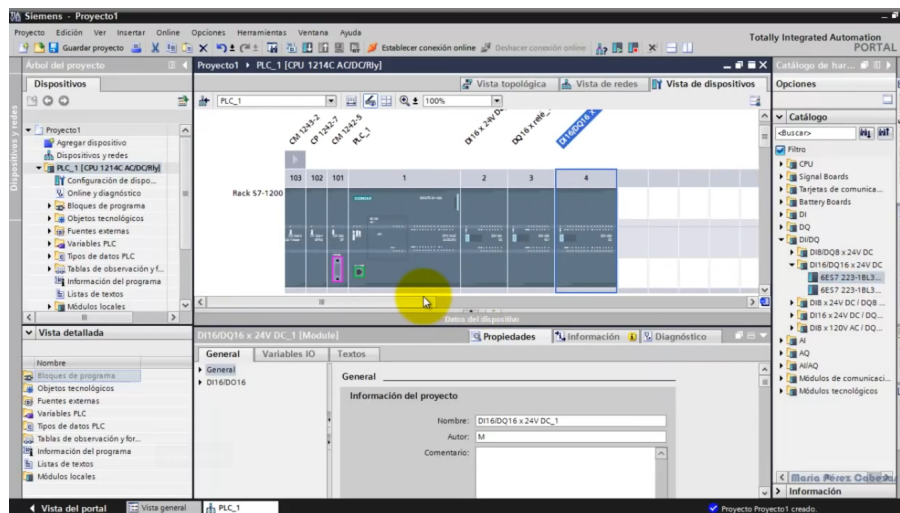 Siemens - Proyecto1
Proyecto Edición Ver Insertar Online Opciones Herramientas Ventana Ayuda
Guardar proyecto
Establecer conexión online
Deshacer conexión online
Totally Integrated Automation
PORTAL
Árbol del proyecto
Proyecto1 ▸ PLC_1 [CPU 1214C AC/DC/Rly]
Catálogo de har...
Dispositivos
Vista topológica
Vista de redes
Vista de dispositivos
Opciones
PLC_1
100%
Catálogo
<Buscar>
Filtro
Dispositivos y redes
Proyecto1
Agregar dispositivo
Dispositivos y redes
PLC_1 [CPU 1214C AC/DC/Rly]
Configuración de dispo...
Online y diagnóstico
Bloques de programa
Objetos tecnológicos
Fuentes externas
Variables PLC
Tipos de datos PLC
Tablas de observación y f...
Información del programa
Listas de textos
Módulos locales
CM 1243-2
CP 1242-7
CM 1242-5
PLC_1
DI16 x 24V D...
DQ16 x relé_...
DI16/DQ16 x ...
103 102 101 1 2 3 4
Rack S7-1200
CPU
Signal Boards
Tarjetas de comunica...
Battery Boards
DI
DQ
DI/DQ
DI8/DQ8 x 24V DC
DI16/DQ16 x 24V DC
6ES7 223-1BL3...
6ES7 223-1BL3...
DI8 x 24V DC / DQ8 ...
DI16 x 24V DC / DQ...
DI8 x 120V AC / DQ...
AI
AQ
AI/AQ
Módulos de comunicaci...
Módulos tecnológicos
Datos del dispositivo
Vista detallada
Nombre
Bloques de programa
Objetos tecnológicos
Fuentes externas
Variables PLC
Tipos de datos PLC
Tablas de observación y for...
Información del programa
Listas de textos
Módulos locales
DI16/DQ16 x 24V DC_1 [Module]
Propiedades
Información
Diagnóstico
General
Variables IO
Textos
General
DI16/DO16
General
Información del proyecto
Nombre: DI16/DQ16 x 24V DC_1
Autor: M
Comentario:
María Pérez Cabezas
Información
Vista del portal
Vista general
PLC_1
Proyecto Proyecto1 creado.